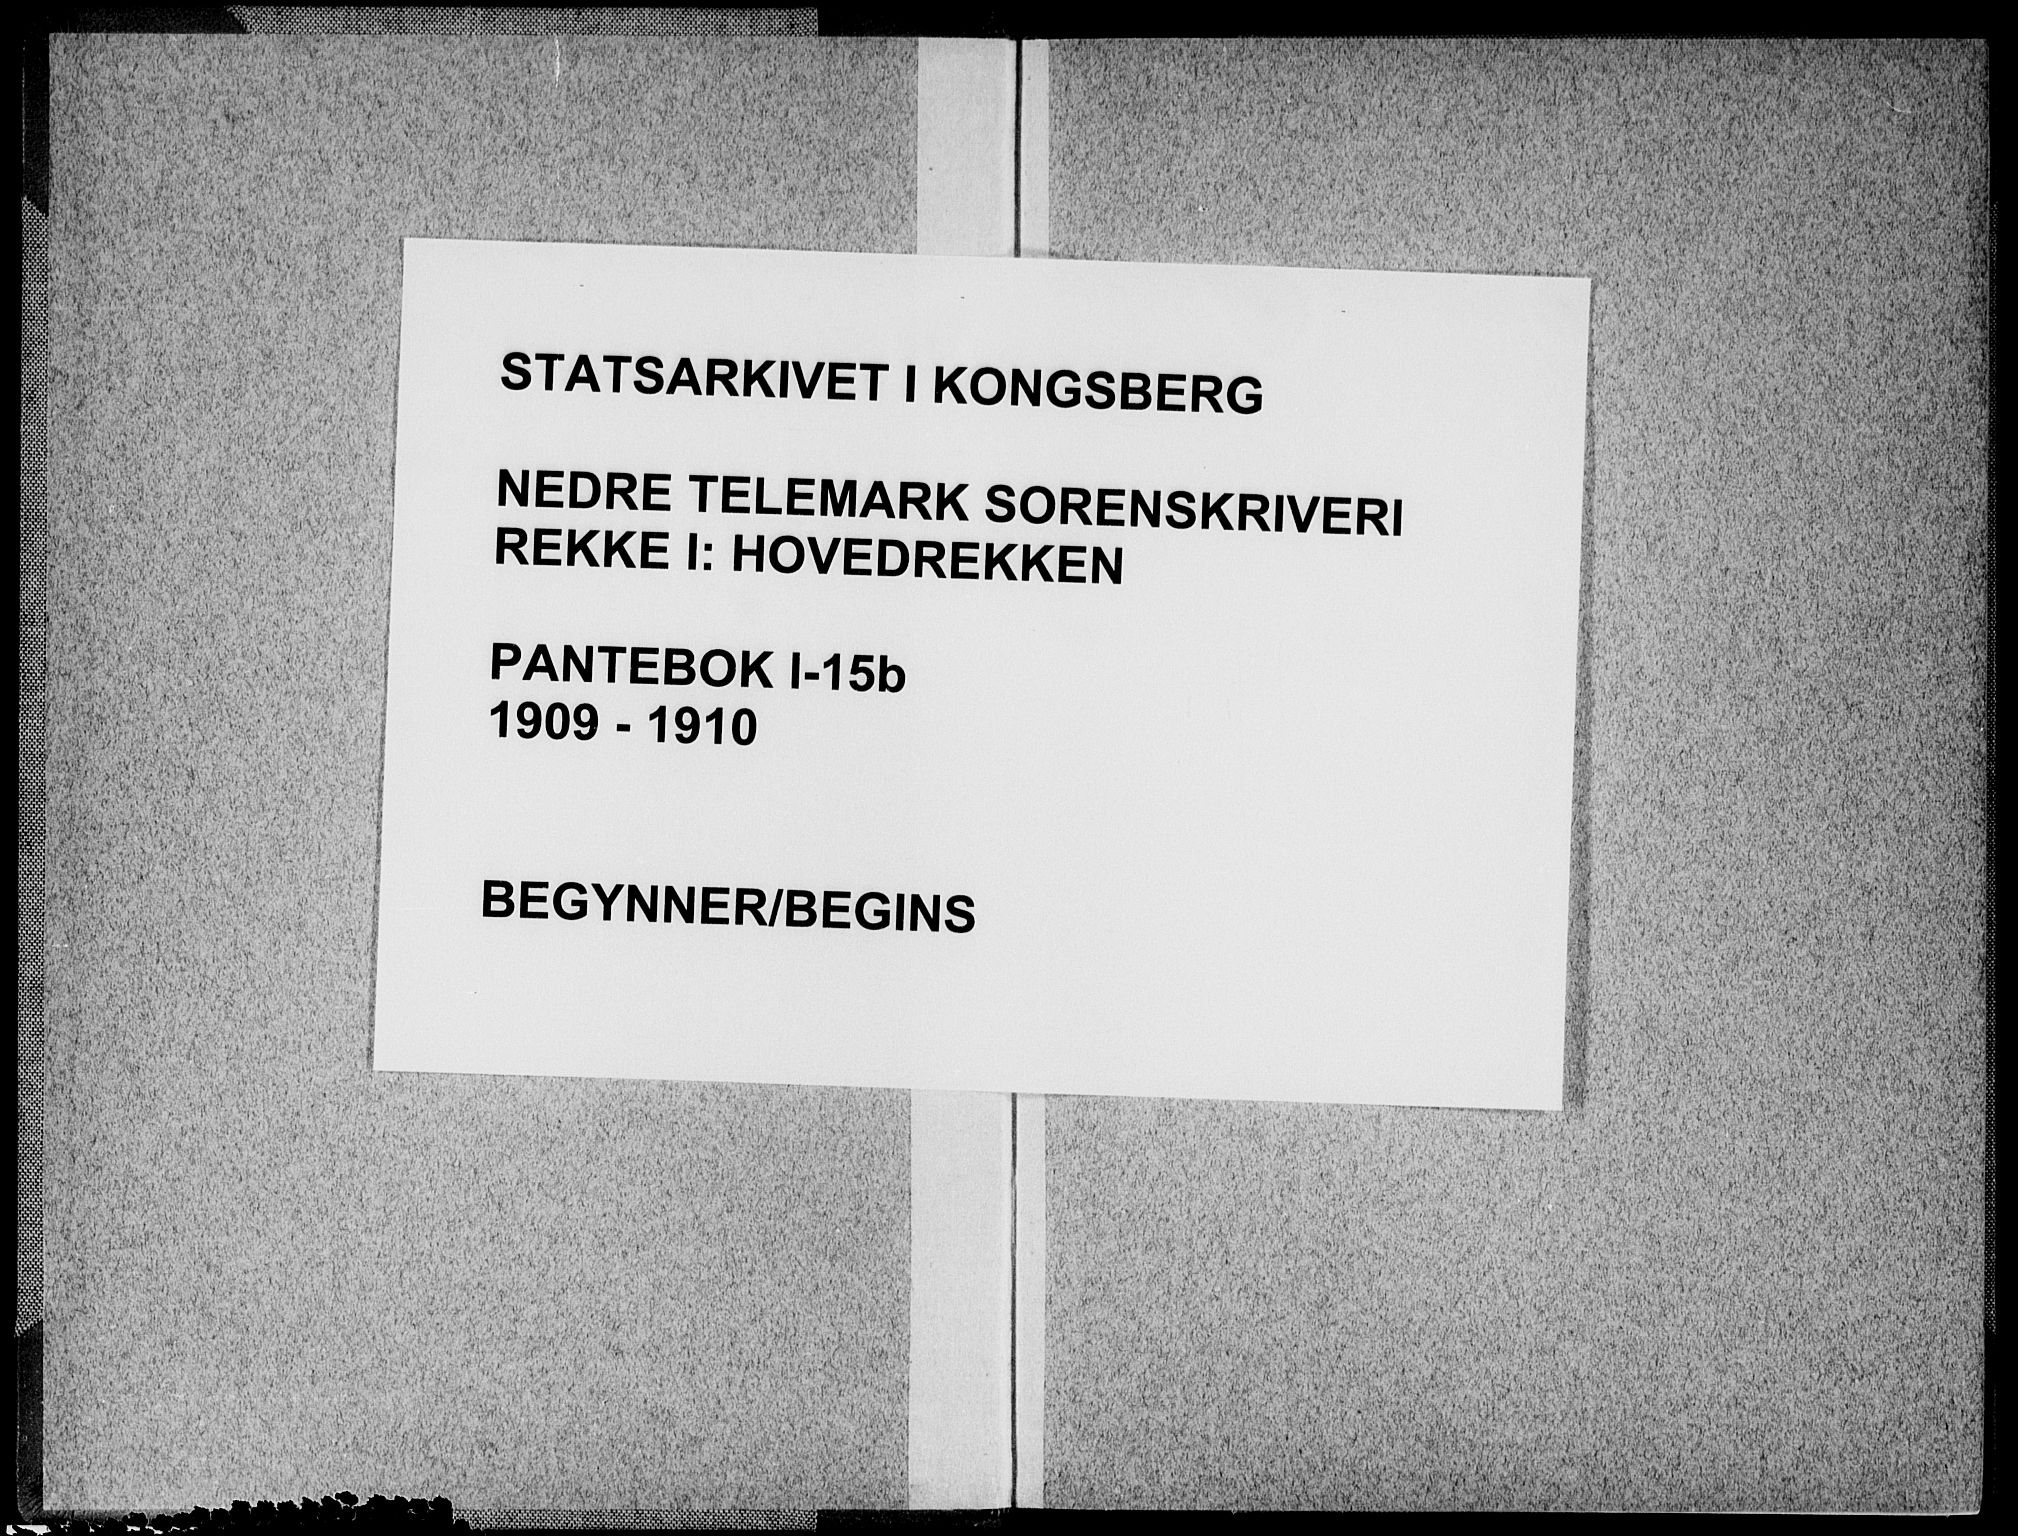 STATSARKIVET I KONGSBERG
NEDRE TELEMARK SORENSKRIVERI
REKKE I: HOVEDREKKEN
PANTEBOK I-15b
1909 - 1910
BEGYNNER/BEGINS